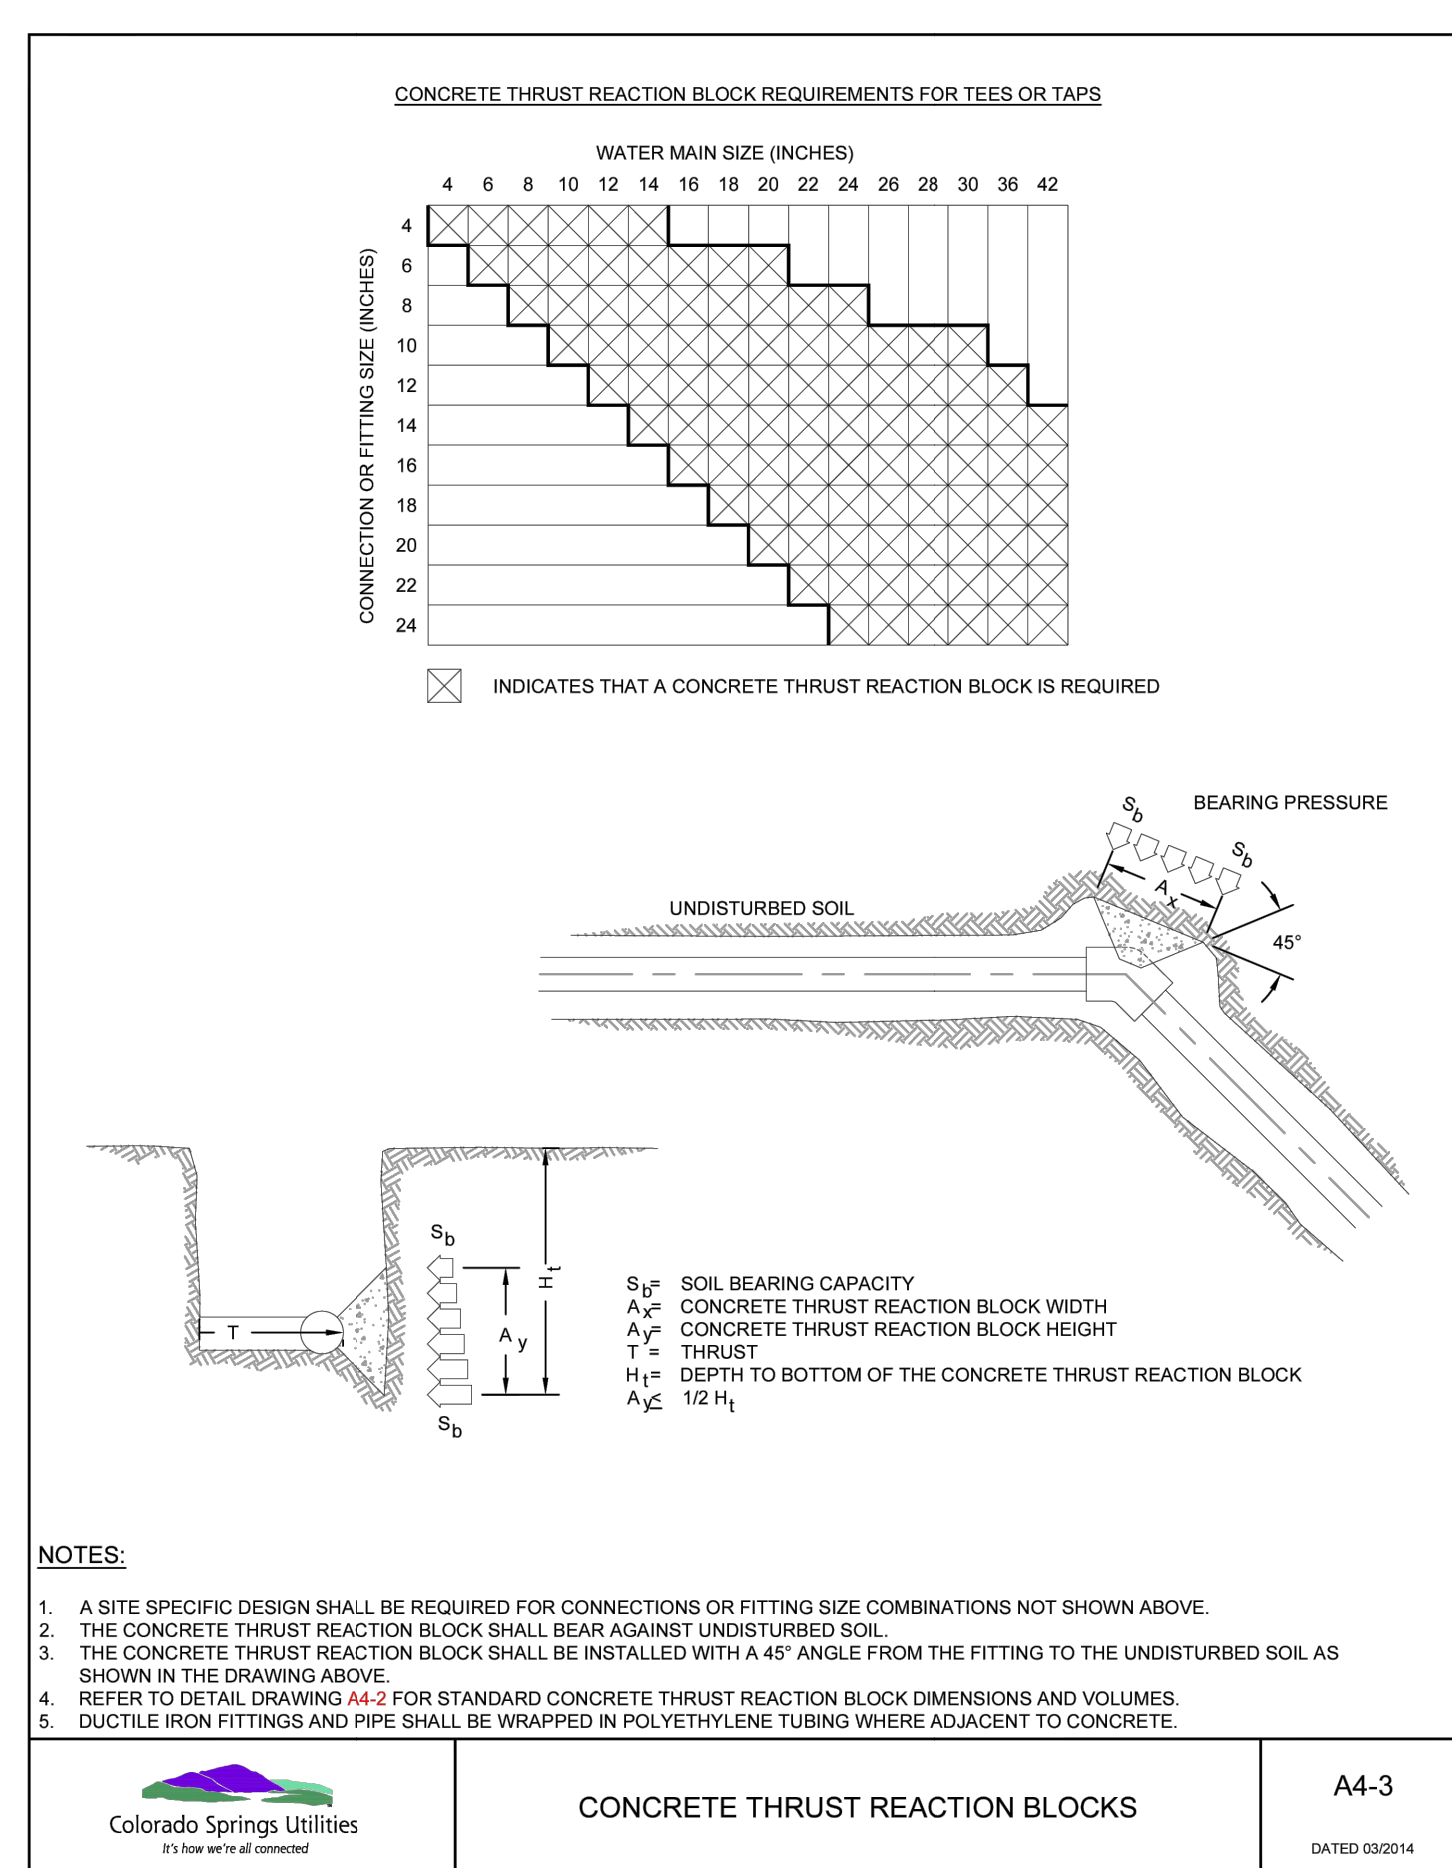 CONCRETE THRUST REACTION BLOCK REQUIREMENTS FOR TEES OR TAPS
WATER MAIN SIZE (INCHES)
4 6 8 10 12 14 16 18 20 22 24 26 28 30 36 42
CONNECTION OR FITTING SIZE (INCHES)
4
6
8
10
12
14
16
18
20
22
24
INDICATES THAT A CONCRETE THRUST REACTION BLOCK IS REQUIRED
Sb
BEARING PRESSURE
Sb
Ax
UNDISTURBED SOIL
45°
Sb
Ht
T
Ay
Sb
Sb= SOIL BEARING CAPACITY
Ax= CONCRETE THRUST REACTION BLOCK WIDTH
Ay= CONCRETE THRUST REACTION BLOCK HEIGHT
T = THRUST
Ht= DEPTH TO BOTTOM OF THE CONCRETE THRUST REACTION BLOCK
Ay≤ 1/2 Ht
NOTES:
1. A SITE SPECIFIC DESIGN SHALL BE REQUIRED FOR CONNECTIONS OR FITTING SIZE COMBINATIONS NOT SHOWN ABOVE.
2. THE CONCRETE THRUST REACTION BLOCK SHALL BEAR AGAINST UNDISTURBED SOIL.
3. THE CONCRETE THRUST REACTION BLOCK SHALL BE INSTALLED WITH A 45° ANGLE FROM THE FITTING TO THE UNDISTURBED SOIL AS
SHOWN IN THE DRAWING ABOVE.
4. REFER TO DETAIL DRAWING A4-2 FOR STANDARD CONCRETE THRUST REACTION BLOCK DIMENSIONS AND VOLUMES.
5. DUCTILE IRON FITTINGS AND PIPE SHALL BE WRAPPED IN POLYETHYLENE TUBING WHERE ADJACENT TO CONCRETE.
Colorado Springs Utilities
It's how we're all connected
CONCRETE THRUST REACTION BLOCKS
A4-3
DATED 03/2014